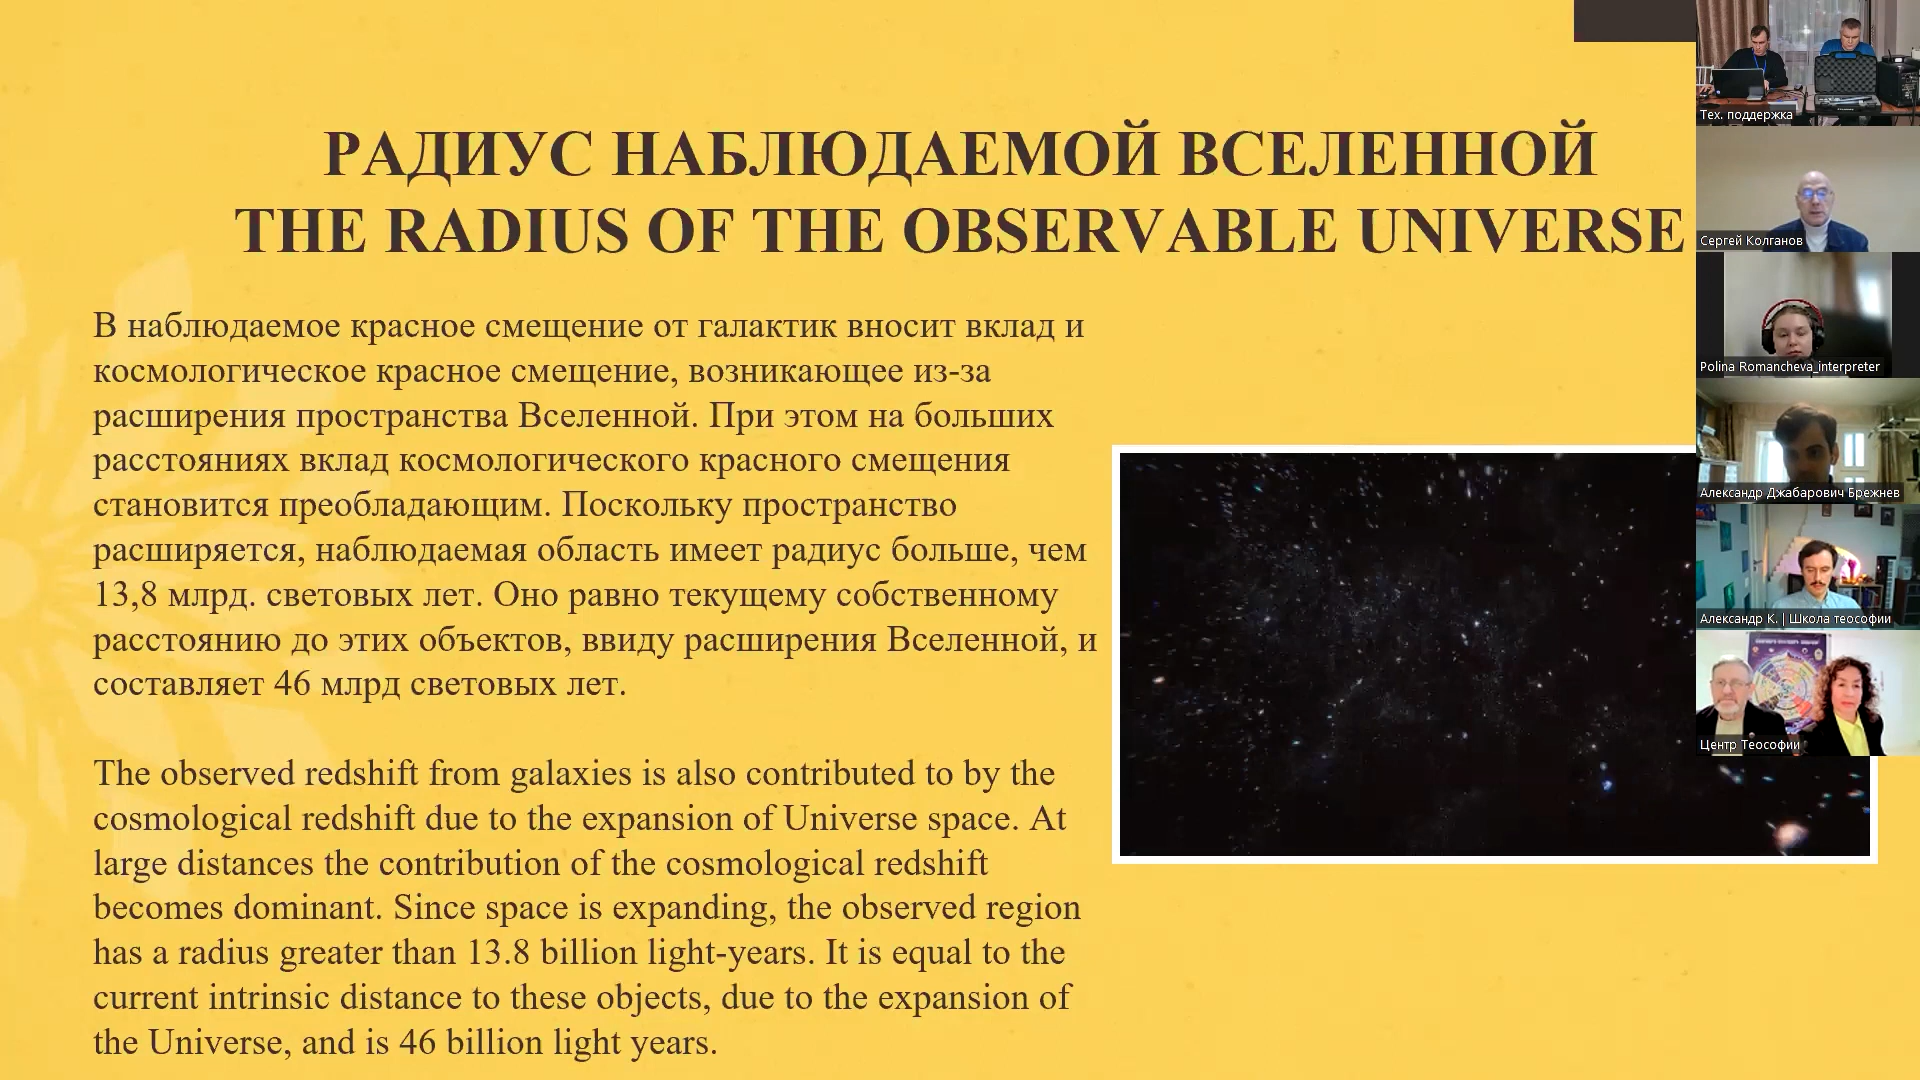 РАДИУС НАБЛЮДАЕМОЙ ВСЕЛЕННОЙ
THE RADIUS OF THE OBSERVABLE UNIVERSE
В наблюдаемое красное смещение от галактик вносит вклад и
космологическое красное смещение, возникающее из-за
расширения пространства Вселенной. При этом на больших
расстояниях вклад космологического красного смещения
становится преобладающим. Поскольку пространство
расширяется, наблюдаемая область имеет радиус больше, чем
13,8 млрд. световых лет. Оно равно текущему собственному
расстоянию до этих объектов, ввиду расширения Вселенной, и
составляет 46 млрд световых лет.
The observed redshift from galaxies is also contributed to by the
cosmological redshift due to the expansion of Universe space. At
large distances the contribution of the cosmological redshift
becomes dominant. Since space is expanding, the observed region
has a radius greater than 13.8 billion light-years. It is equal to the
current intrinsic distance to these objects, due to the expansion of
the Universe, and is 46 billion light years.
Тех. поддержка
Сергей Колганов
Polina Romancheva_interpreter
Александр Джабарович Брежнев
Александр К. | Школа теософии
Центр Теософии